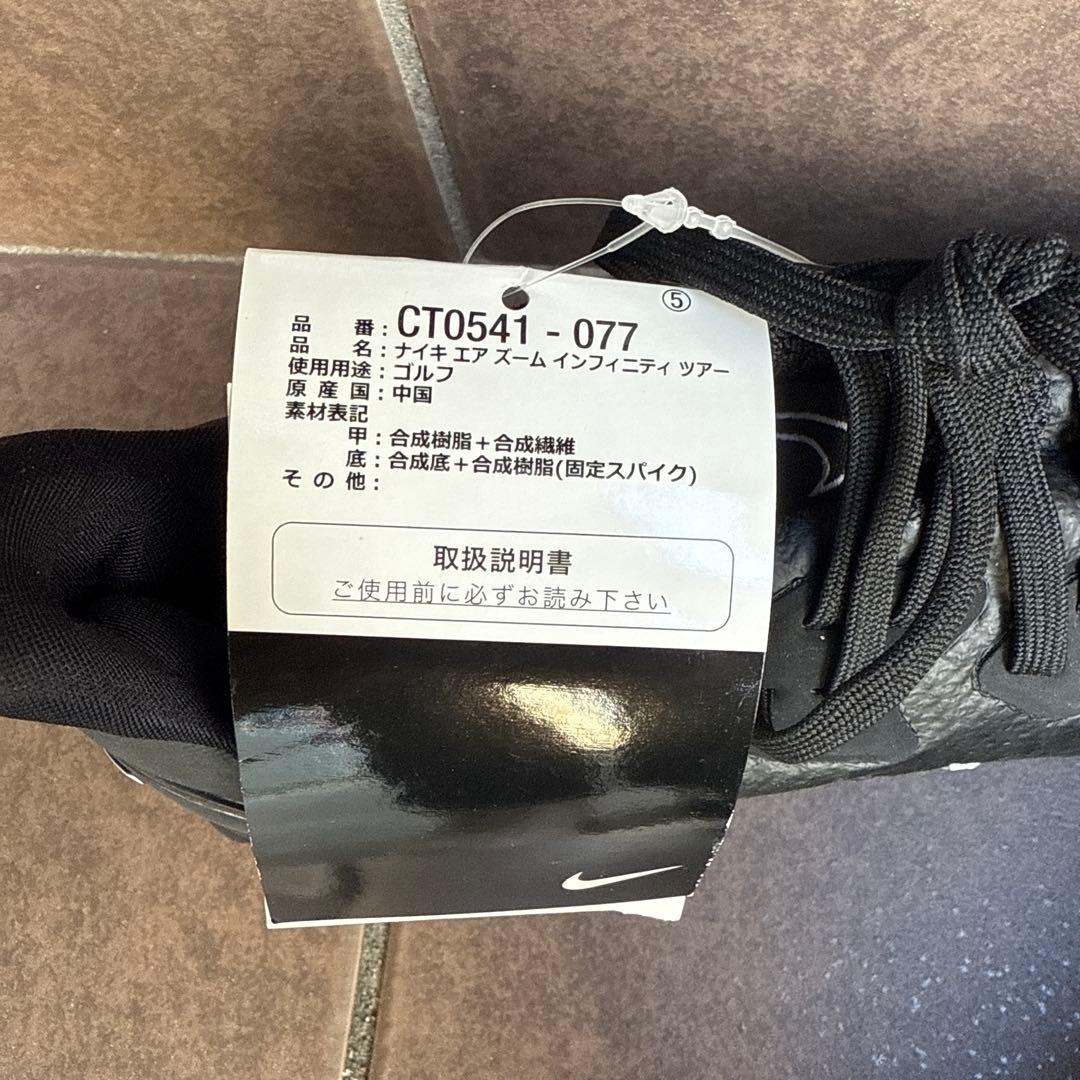 ⑤
品 番：CT0541 - 077
品 名：ナイキ エア ズーム インフィニティ ツアー
使用用途：ゴルフ
原 産 国：中国
素材表記
甲：合成樹脂＋合成繊維
底：合成底＋合成樹脂(固定スパイク)
そ の 他：
取扱説明書
ご使用前に必ずお読み下さい